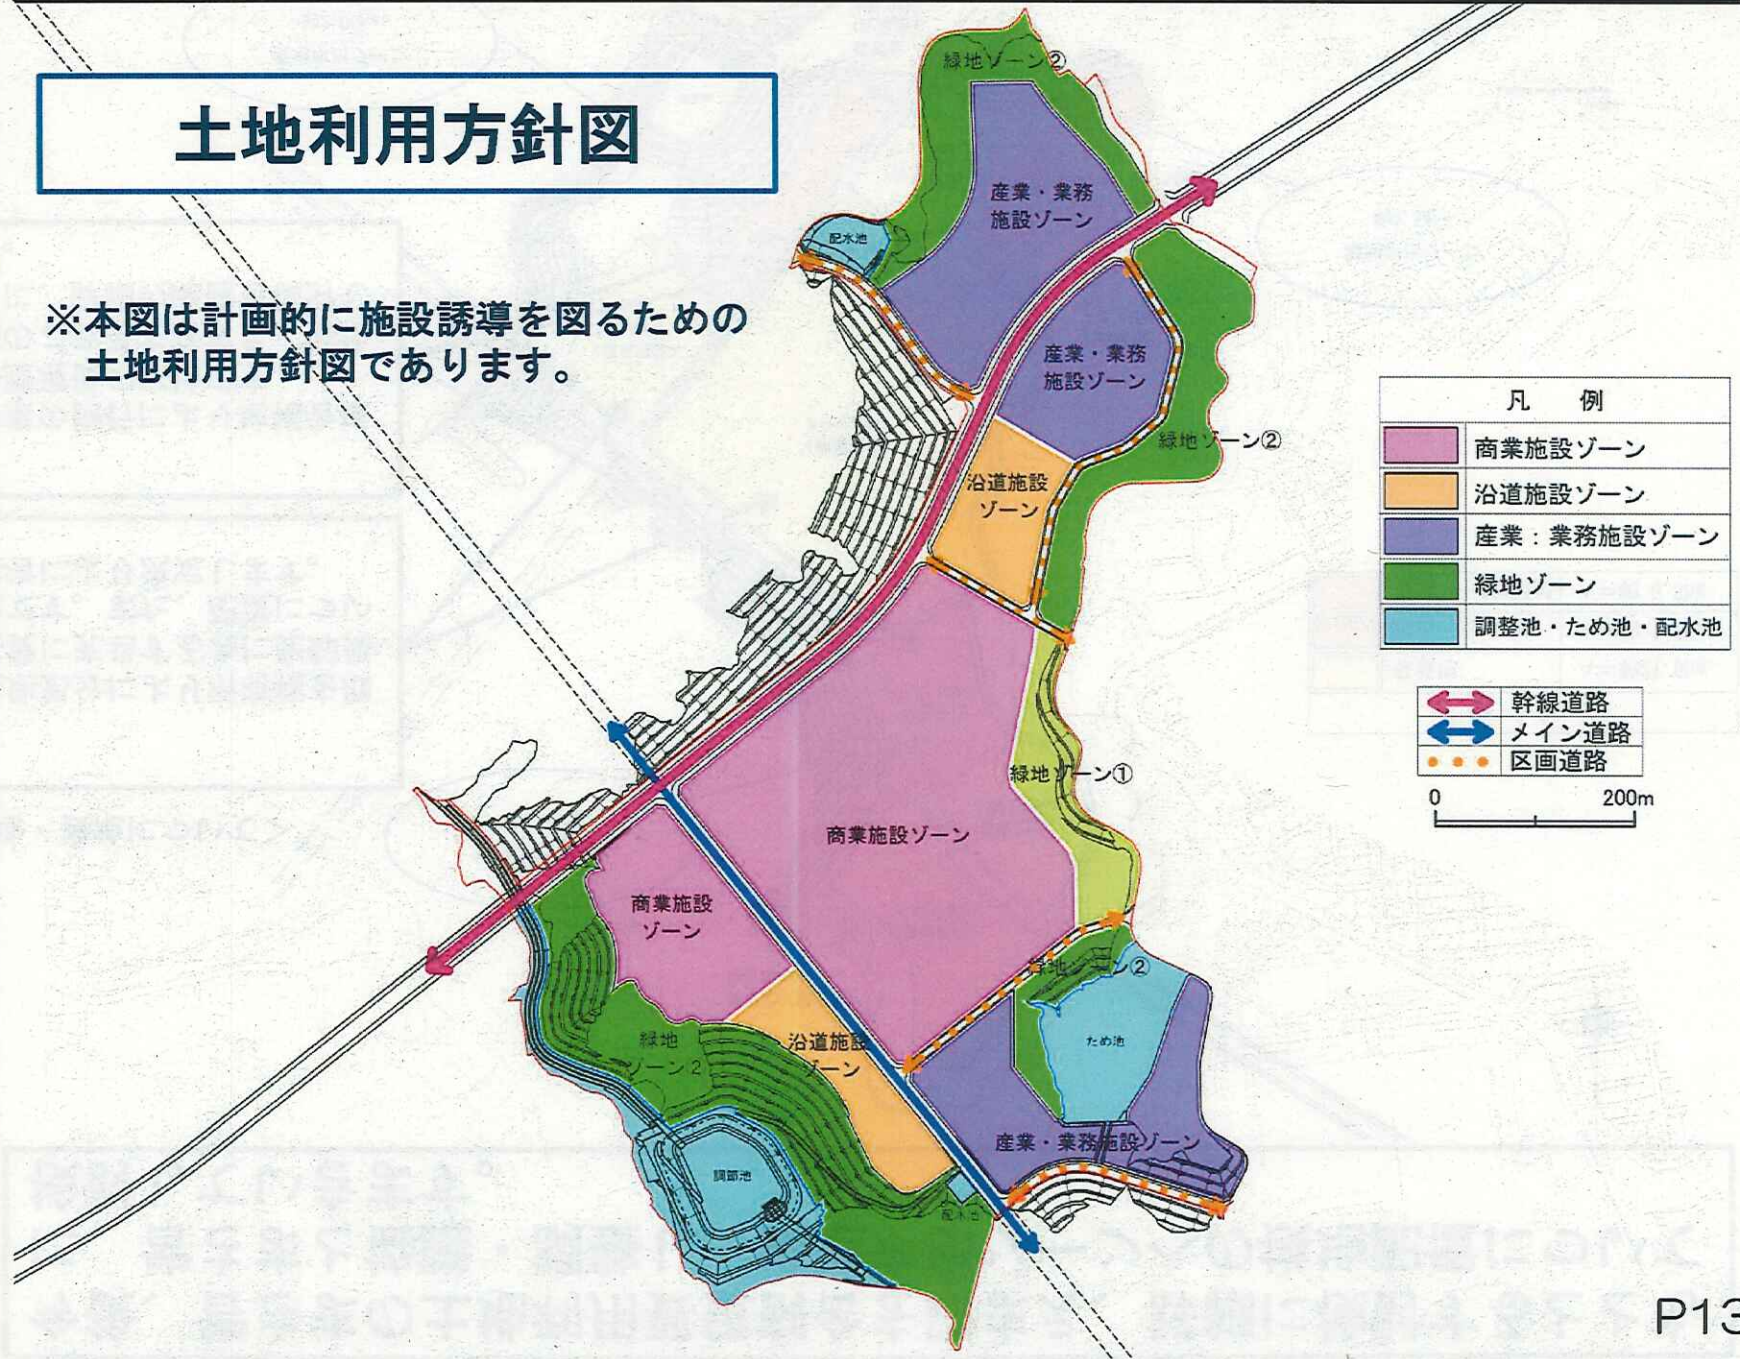 土地利用方針図
※本図は計画的に施設誘導を図るための
土地利用方針図であります。
緑地ゾーン②
産業・業務
施設ゾーン
配水池
産業・業務
施設ゾーン
緑地ゾーン②
沿道施設
ゾーン
緑地ゾーン①
商業施設ゾーン
商業施設
ゾーン
緑地ゾーン②
緑地
ゾーン2
沿道施設
ゾーン
ため池
産業・業務施設ゾーン
調節池
配水池
凡 例
商業施設ゾーン
沿道施設ゾーン
産業：業務施設ゾーン
緑地ゾーン
調整池・ため池・配水池
幹線道路
メイン道路
区画道路
0 200m
P13